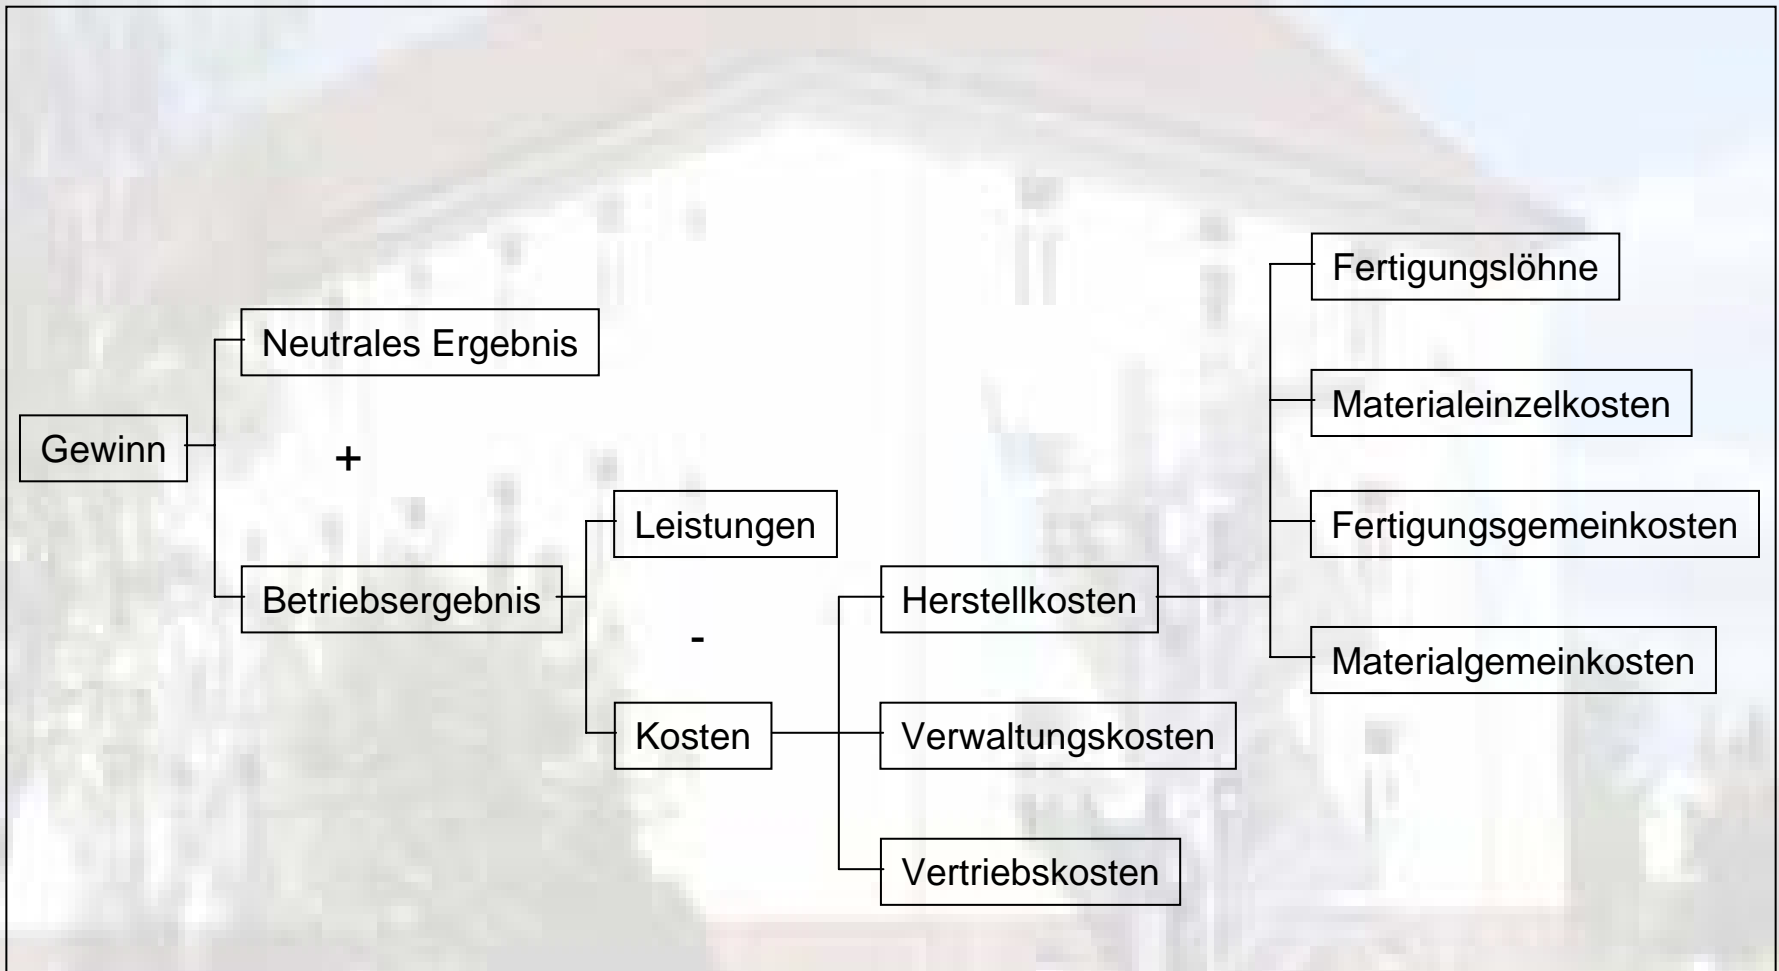 Gewinn
Neutrales Ergebnis
+
Betriebsergebnis
Leistungen
-
Kosten
Herstellkosten
Verwaltungskosten
Vertriebskosten
Fertigungslöhne
Materialeinzelkosten
Fertigungsgemeinkosten
Materialgemeinkosten